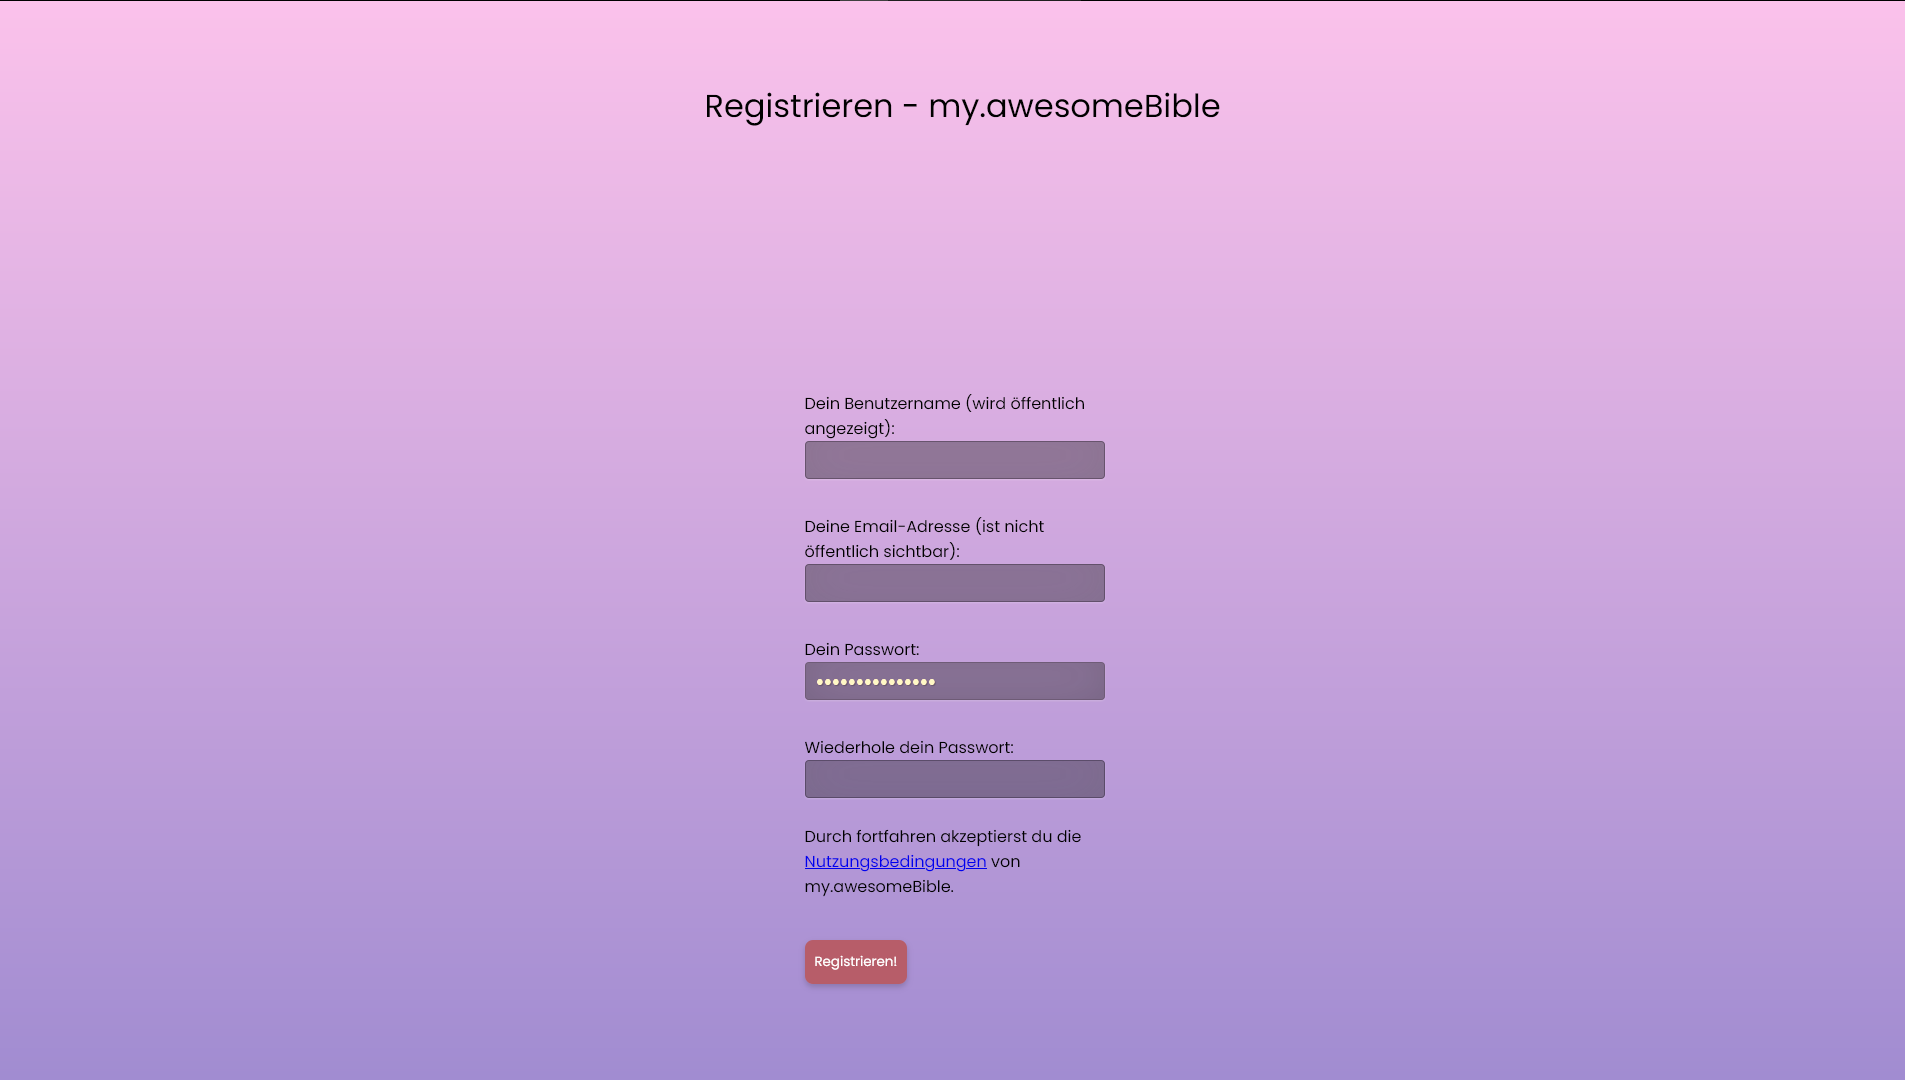 Registrieren - my.awesomeBible
Dein Benutzername (wird öffentlich
angezeigt):
Deine Email-Adresse (ist nicht
öffentlich sichtbar):
Dein Passwort:
•••••••••••••••
Wiederhole dein Passwort:
Durch fortfahren akzeptierst du die
Nutzungsbedingungen von
my.awesomeBible.
Registrieren!